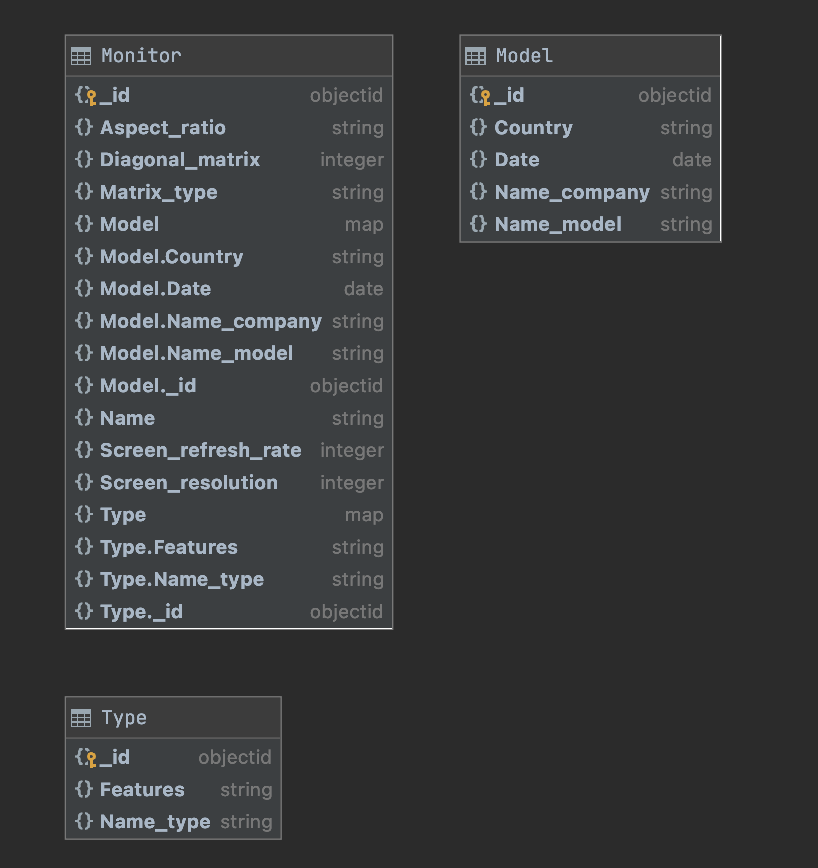 Monitor
_id objectid
Aspect_ratio string
Diagonal_matrix integer
Matrix_type string
Model map
Model.Country string
Model.Date date
Model.Name_company string
Model.Name_model string
Model._id objectid
Name string
Screen_refresh_rate integer
Screen_resolution integer
Type map
Type.Features string
Type.Name_type string
Type._id objectid
Model
_id objectid
Country string
Date date
Name_company string
Name_model string
Type
_id objectid
Features string
Name_type string